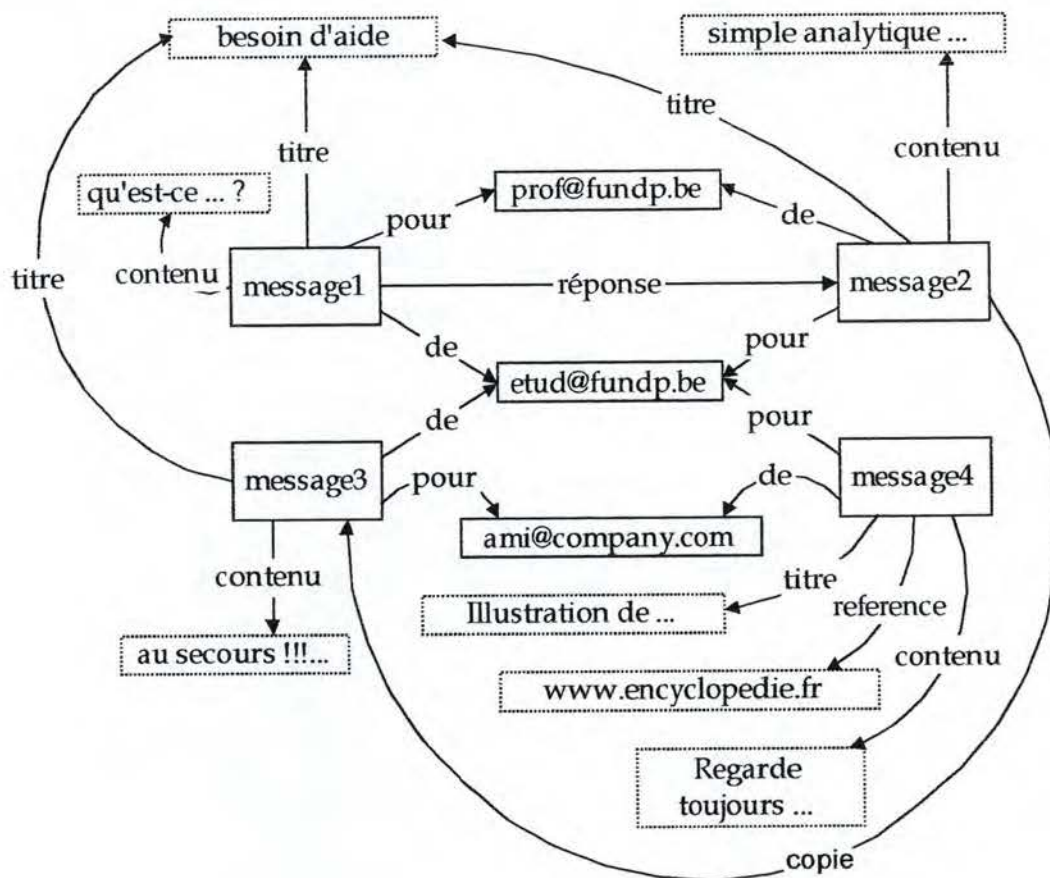 besoin d'aide
simple analytique ...
titre
titre
contenu
qu'est-ce ... ?
pour
prof@fundp.be
de
titre
contenu
message1
réponse
message2
de
pour
etud@fundp.be
de
pour
message3
pour
de
message4
ami@company.com
contenu
titre
Illustration de ...
reference
au secours !!!...
contenu
www.encyclopedie.fr
Regarde
toujours ...
copie